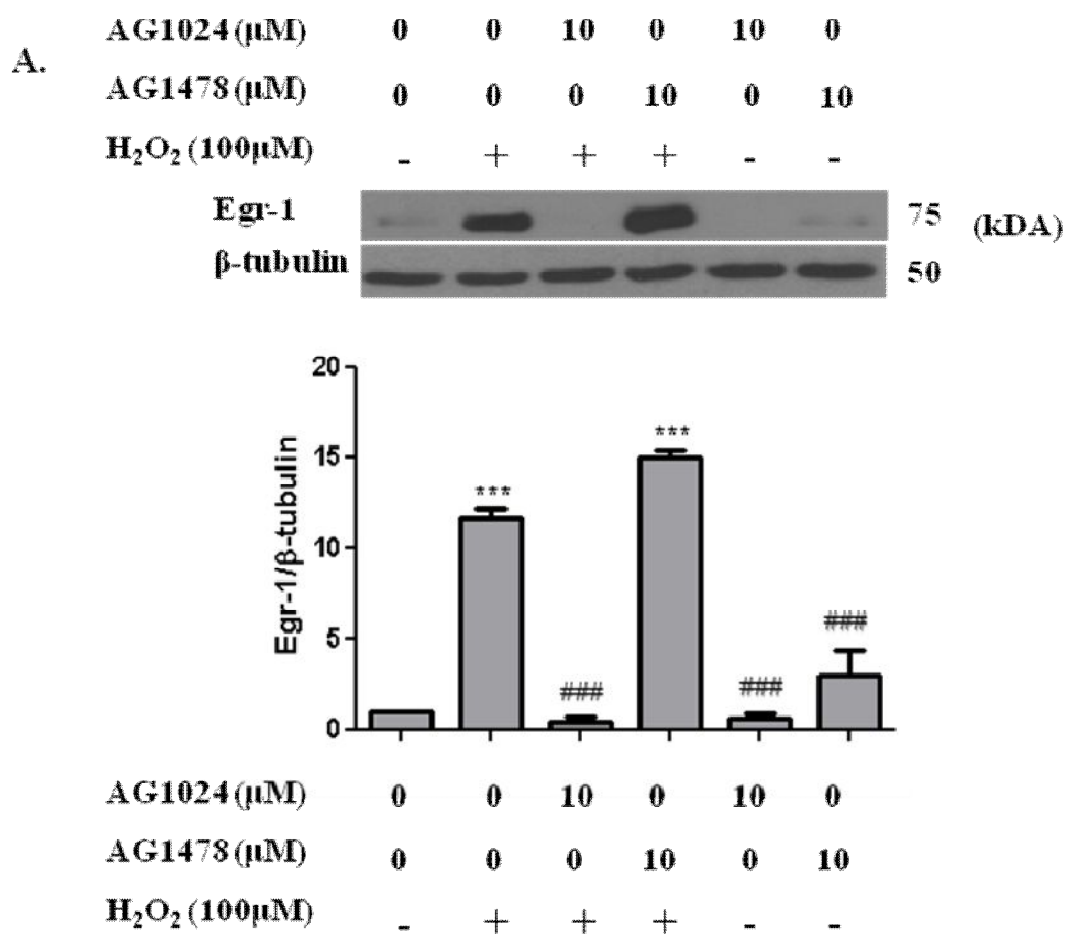 AG1024 (μM) 0 0 10 0 10 0
A.
AG1478 (μM) 0 0 0 10 0 10
H₂O₂ (100μM) - + + + - -
Egr-1 75 (kDA)
β-tubulin 50
20
15
10
5
0
Egr-1/β-tubulin
***
***
###
###
###
AG1024 (μM) 0 0 10 0 10 0
AG1478 (μM) 0 0 0 10 0 10
H₂O₂ (100μM) - + + + - -